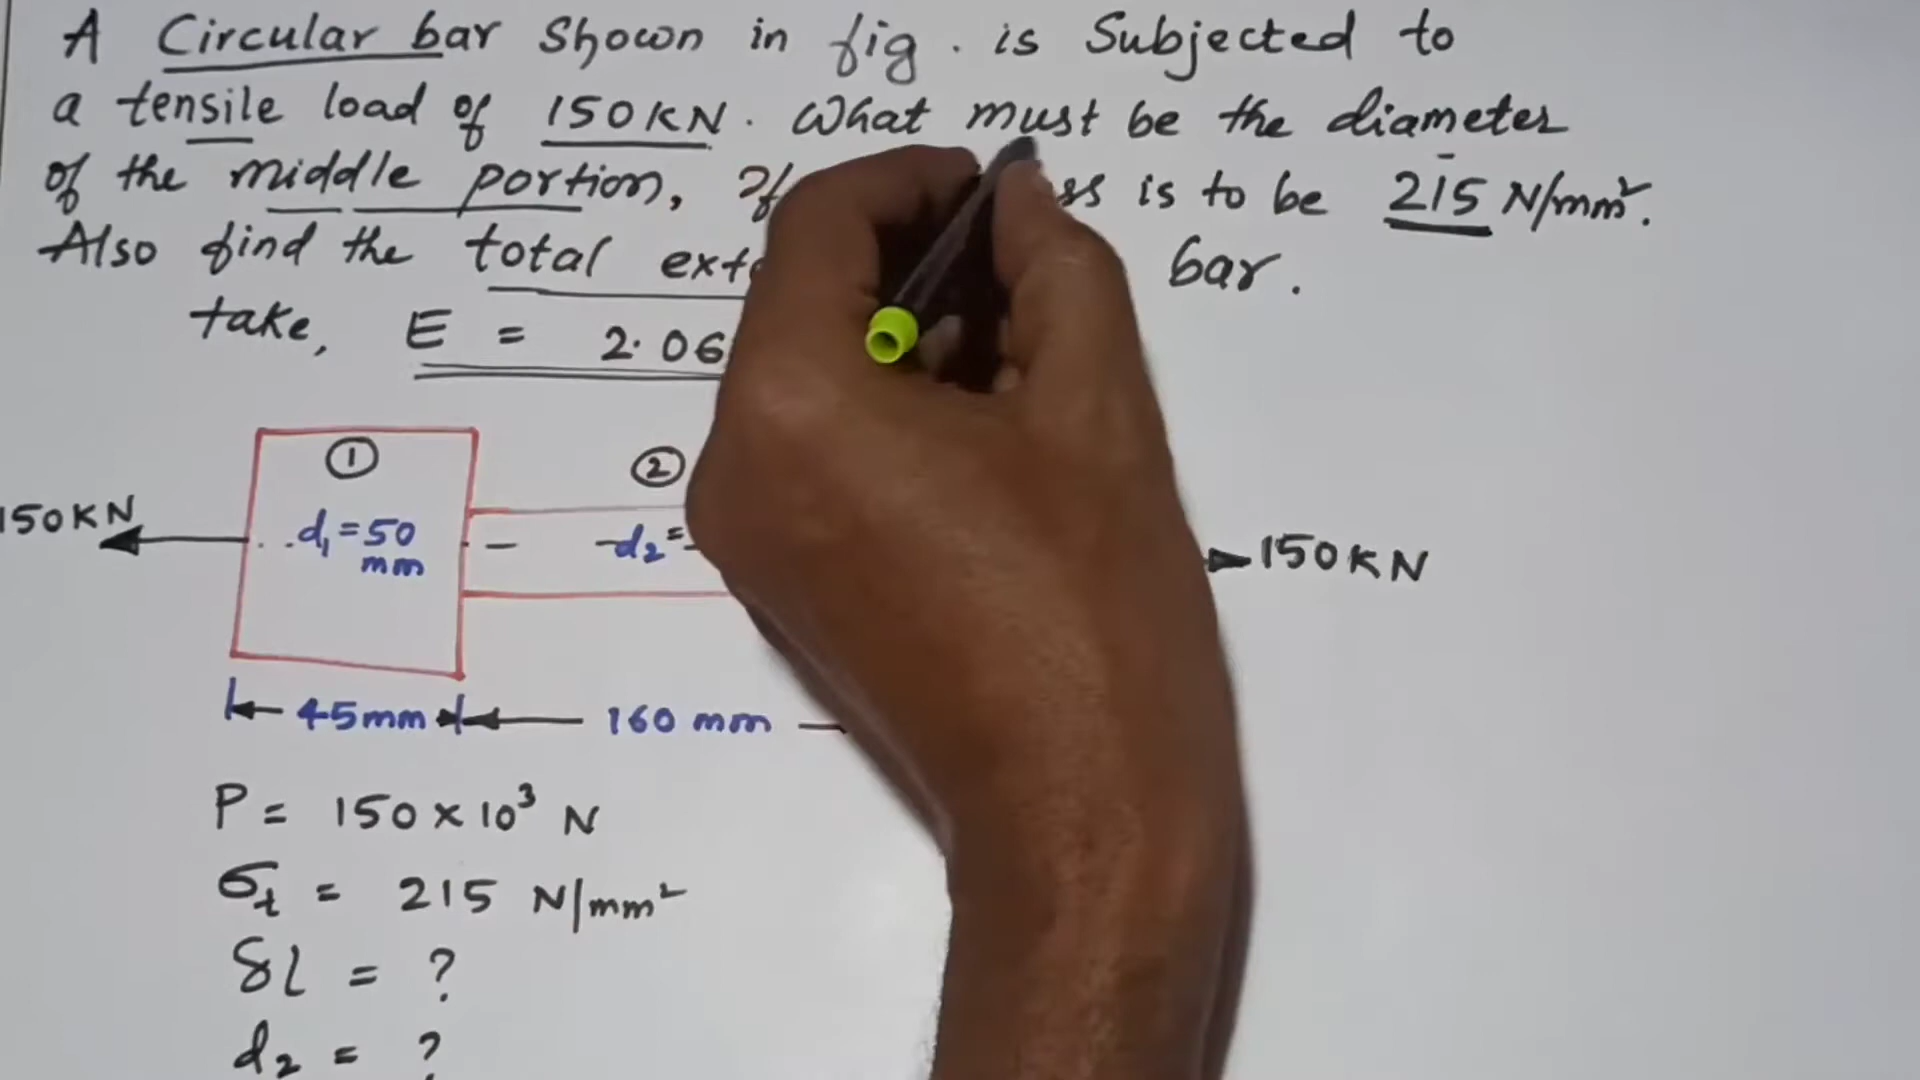 A Circular bar Shown in fig. is Subjected to
a tensile load of 150KN. What must be the diameter
of the middle portion, If is to be 215 N/mm².
Also find the total bar.
take, E = 2.06
① ②
150KN d₁=50 mm d₂= 150KN
45mm 160 mm
P = 150×10³ N
σt = 215 N/mm²
δl = ?
d₂ = ?